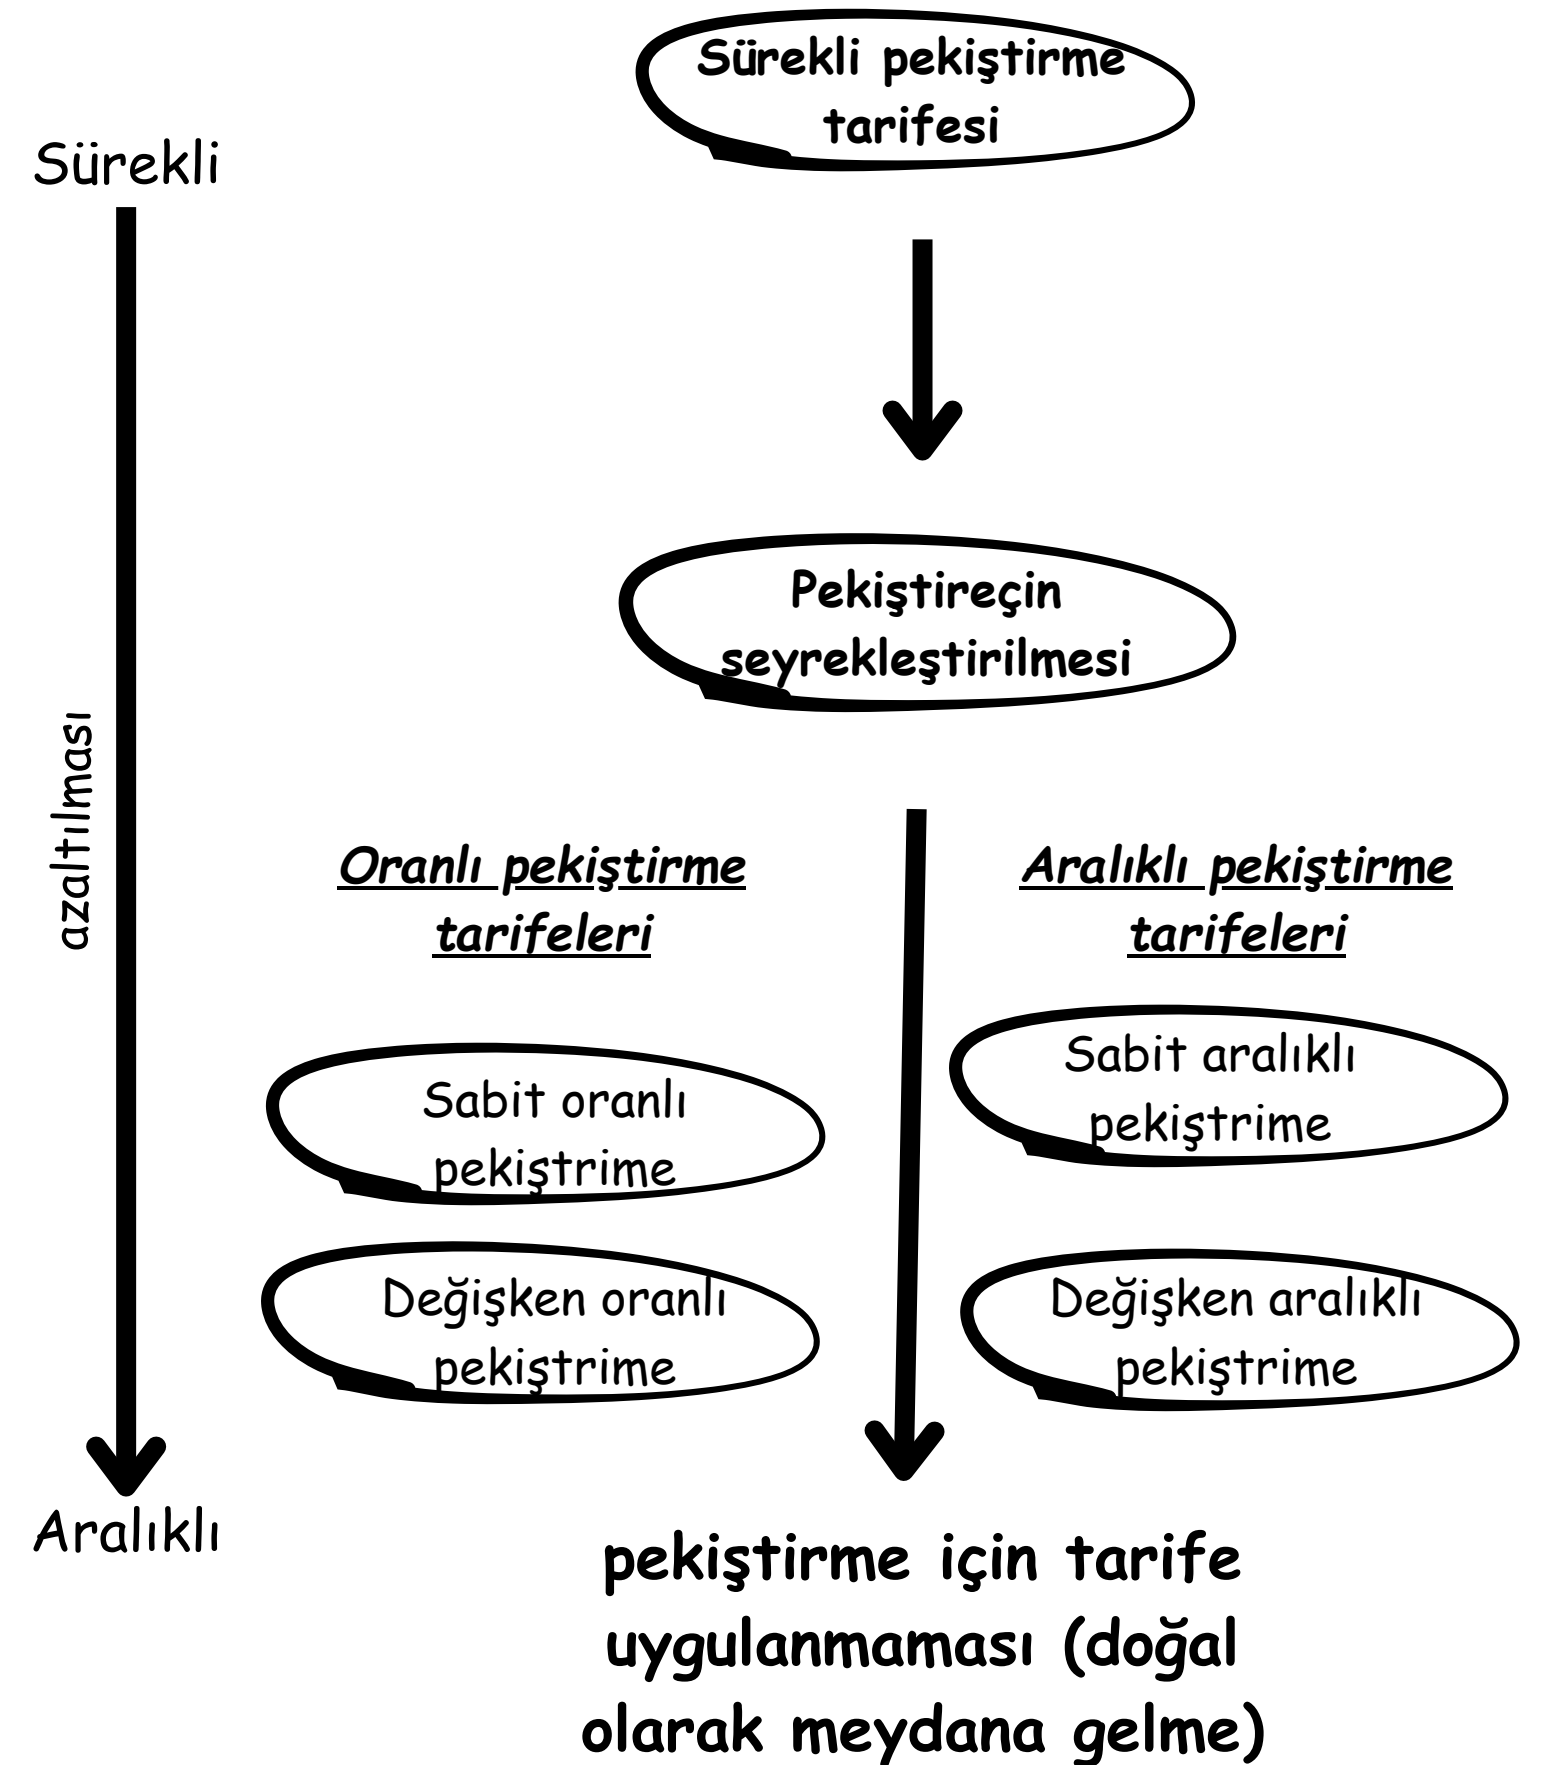 Sürekli pekiştirme
tarifesi
Sürekli
Pekiştireçin
seyrekleştirilmesi
azaltılması
Oranlı pekiştirme
tarifeleri
Aralıklı pekiştirme
tarifeleri
Sabit oranlı
pekiştrime
Sabit aralıklı
pekiştrime
Değişken oranlı
pekiştrime
Değişken aralıklı
pekiştrime
Aralıklı
pekiştirme için tarife
uygulanmaması (doğal
olarak meydana gelme)